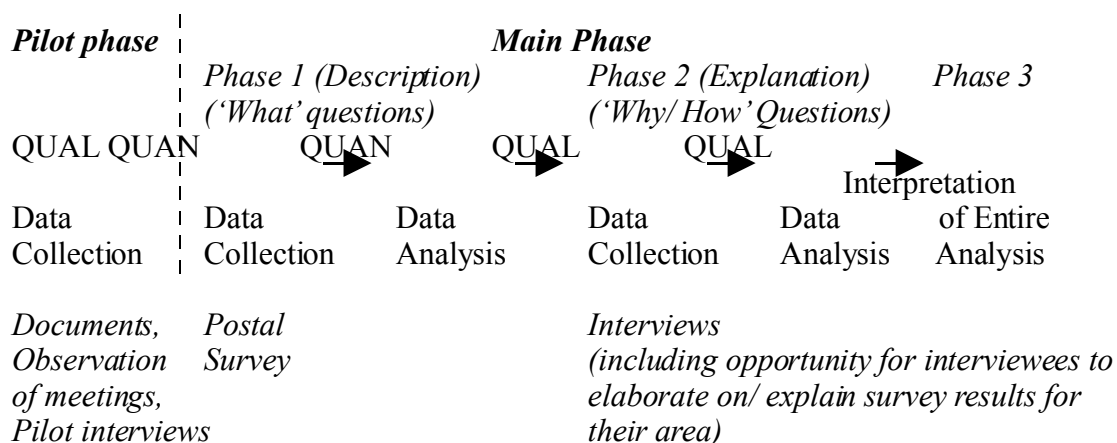 Pilot phase Main Phase
Phase 1 (Description) Phase 2 (Explanation) Phase 3
(‘What’ questions) (‘Why/ How’ Questions)
QUAL QUAN QUAN QUAL QUAL
Interpretation
Data Data Data Data Data of Entire
Collection Collection Analysis Collection Analysis Analysis
Documents, Postal Interviews
Observation Survey (including opportunity for interviewees to
of meetings, elaborate on/ explain survey results for
Pilot interviews their area)